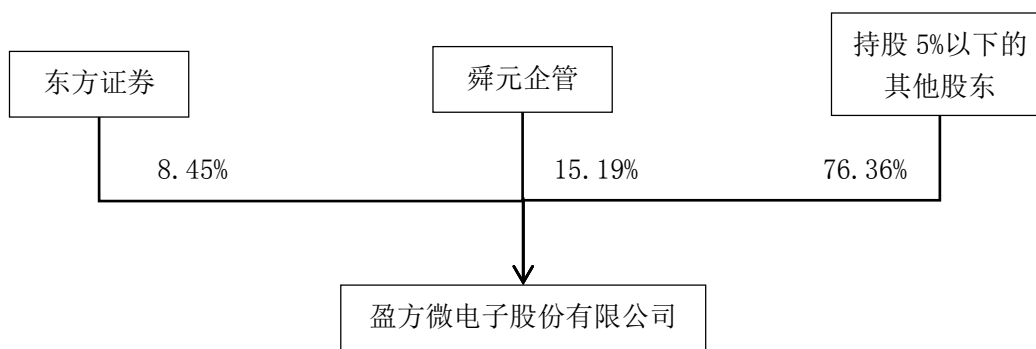 东方证券
舜元企管
持股 5%以下的
其他股东
8.45%
15.19%
76.36%
盈方微电子股份有限公司